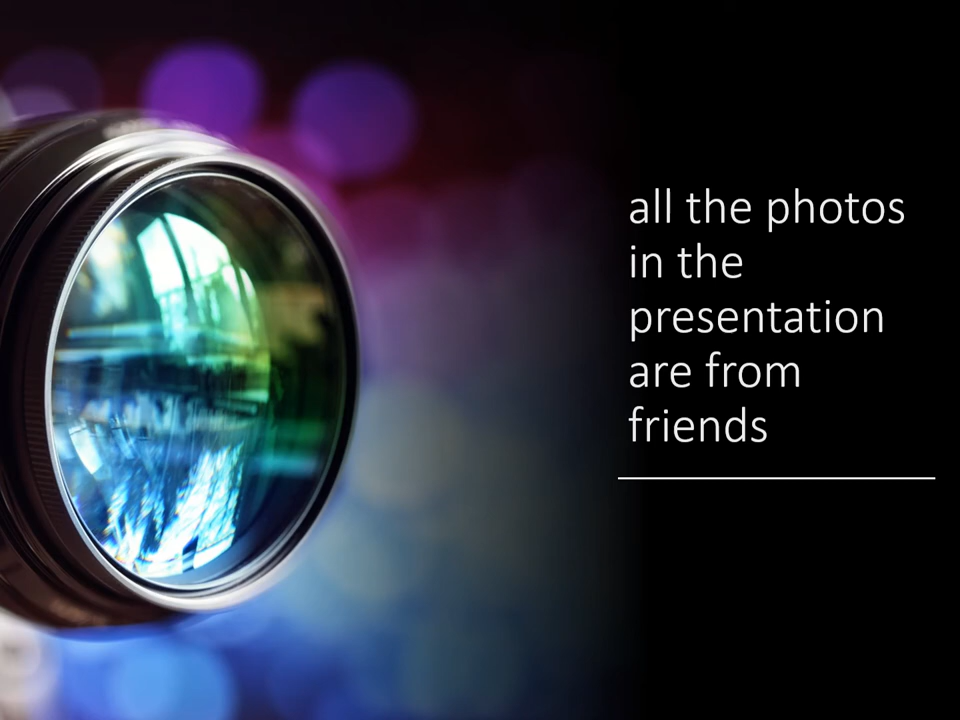 all the photos
in the
presentation
are from
friends